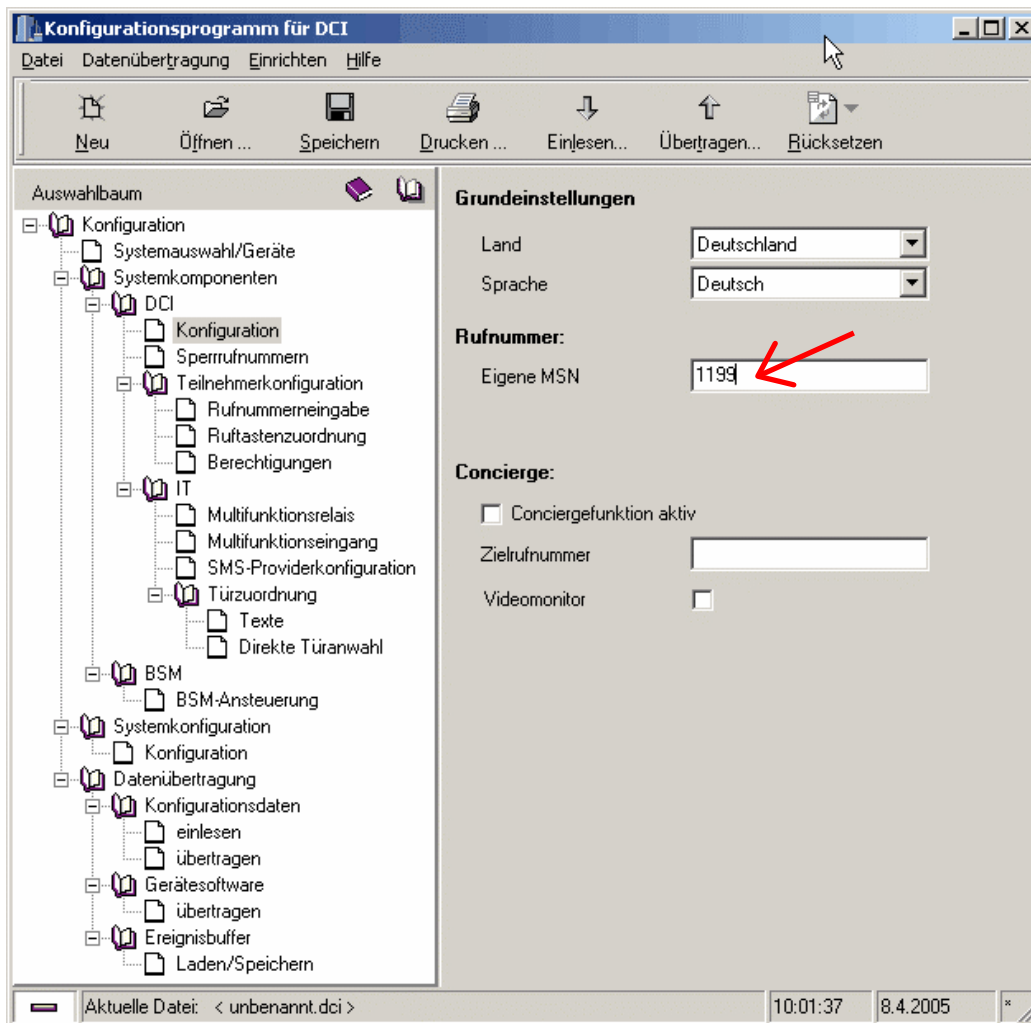 Konfigurationsprogramm für DCI
Datei Datenübertragung Einrichten Hilfe
Neu Öffnen ... Speichern Drucken ... Einlesen... Übertragen... Rücksetzen
Auswahlbaum
Konfiguration
Systemauswahl/Geräte
Systemkomponenten
DCI
Konfiguration
Sperrrufnummern
Teilnehmerkonfiguration
Rufnummerneingabe
Ruftastenzuordnung
Berechtigungen
IT
Multifunktionsrelais
Multifunktionseingang
SMS-Providerkonfiguration
Türzuordnung
Texte
Direkte Türanwahl
BSM
BSM-Ansteuerung
Systemkonfiguration
Konfiguration
Datenübertragung
Konfigurationsdaten
einlesen
übertragen
Gerätesoftware
übertragen
Ereignisbuffer
Laden/Speichern
Grundeinstellungen
Land Deutschland
Sprache Deutsch
Rufnummer:
Eigene MSN 1199
Concierge:
Conciergefunktion aktiv
Zielrufnummer
Videomonitor
Aktuelle Datei: < unbenannt.dci > 10:01:37 8.4.2005 *